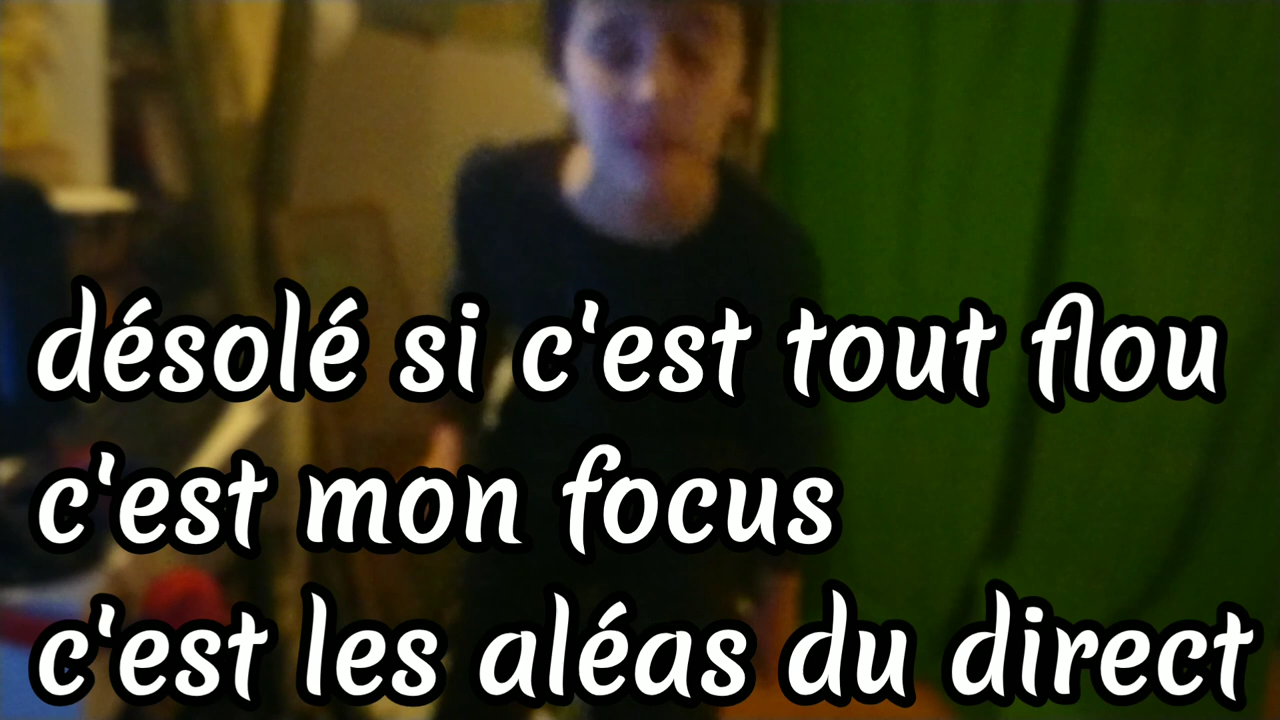 désolé si c'est tout flou
c'est mon focus
c'est les aléas du direct